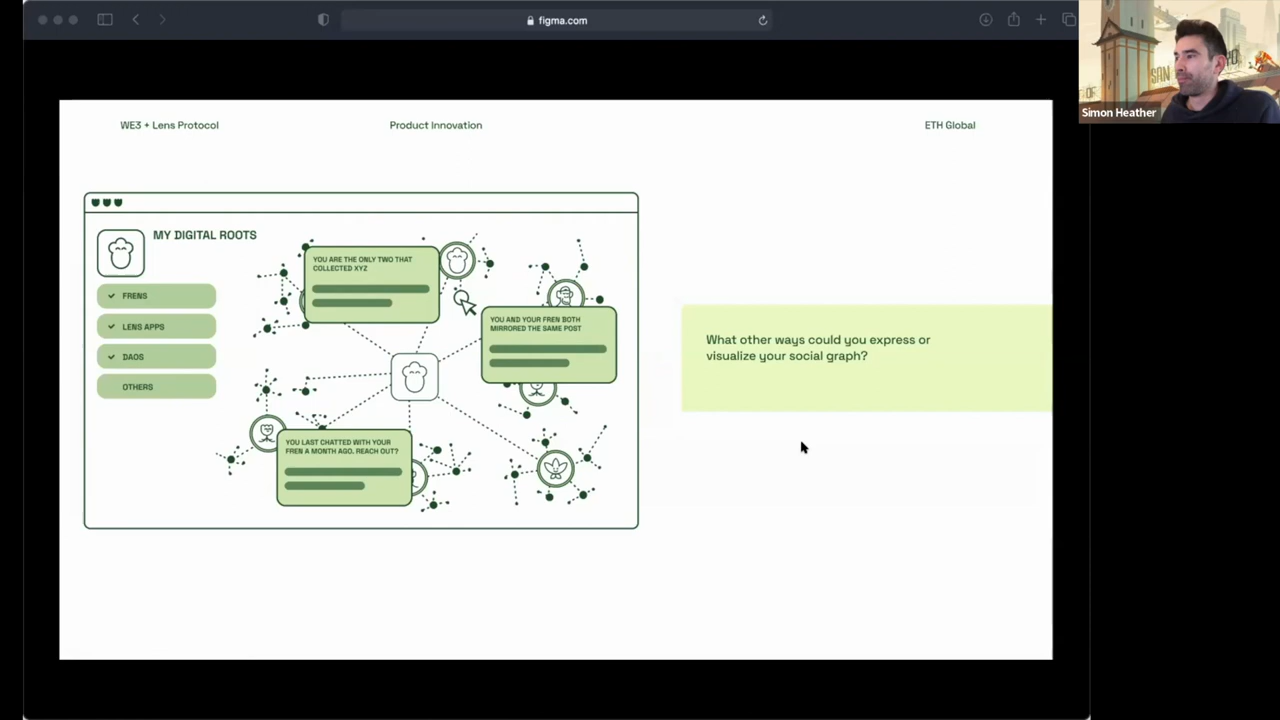 figma.com
Simon Heather
WE3 + Lens Protocol
Product Innovation
ETH Global
MY DIGITAL ROOTS
FRENS
LENS APPS
DAOS
OTHERS
YOU ARE THE ONLY TWO THAT
COLLECTED XYZ
YOU AND YOUR FREN BOTH
MIRRORED THE SAME POST
YOU LAST CHATTED WITH YOUR
FREN A MONTH AGO. REACH OUT?
What other ways could you express or
visualize your social graph?
SAN